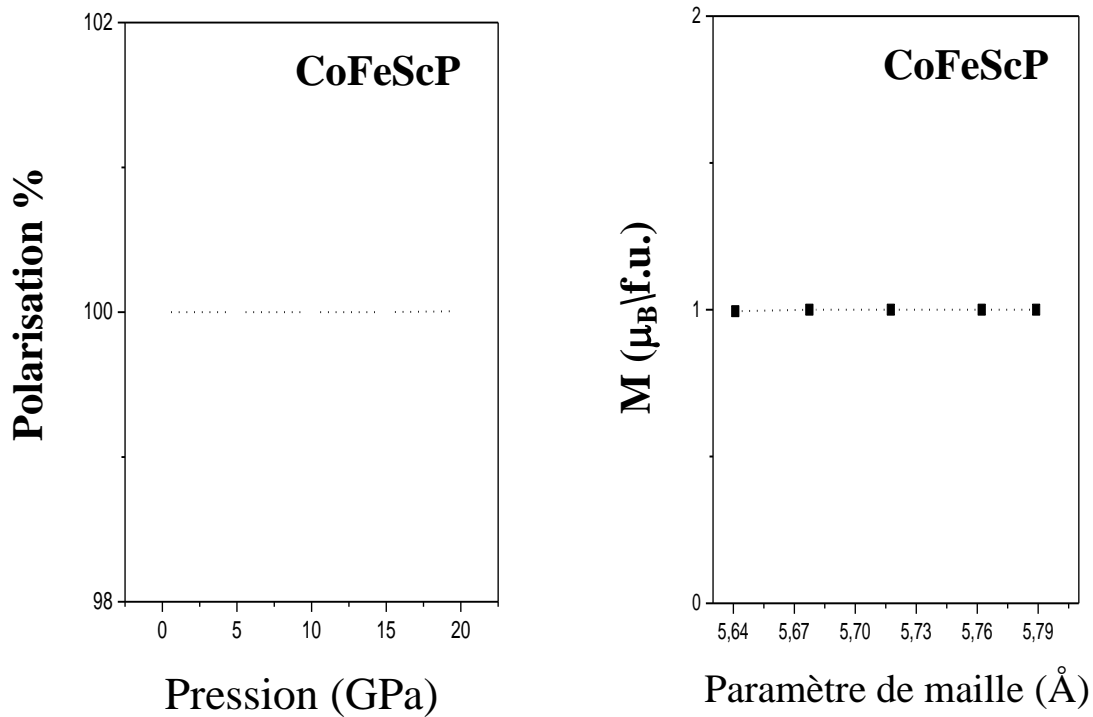 102
CoFeScP
Polarisation %
100
98
0 5 10 15 20
Pression (GPa)
2
CoFeScP
M (μB\f.u.)
1
0
5,64 5,67 5,70 5,73 5,76 5,79
Paramètre de maille (Å)